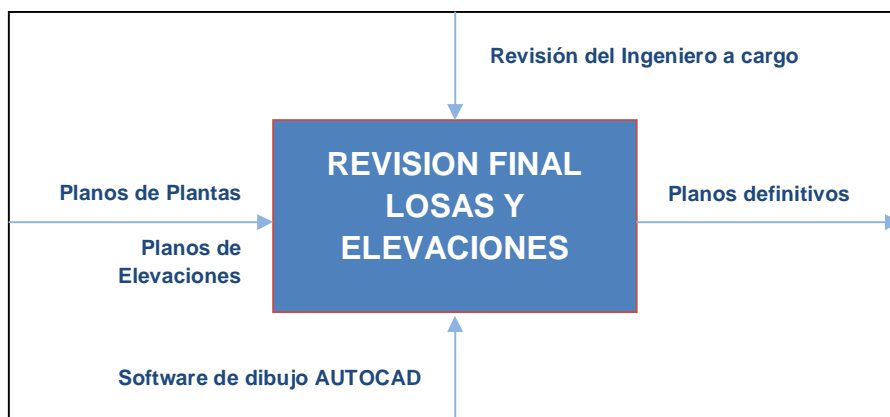 Revisión del Ingeniero a cargo
REVISION FINAL
LOSAS Y
ELEVACIONES
Planos de Plantas
Planos de
Elevaciones
Planos definitivos
Software de dibujo AUTOCAD